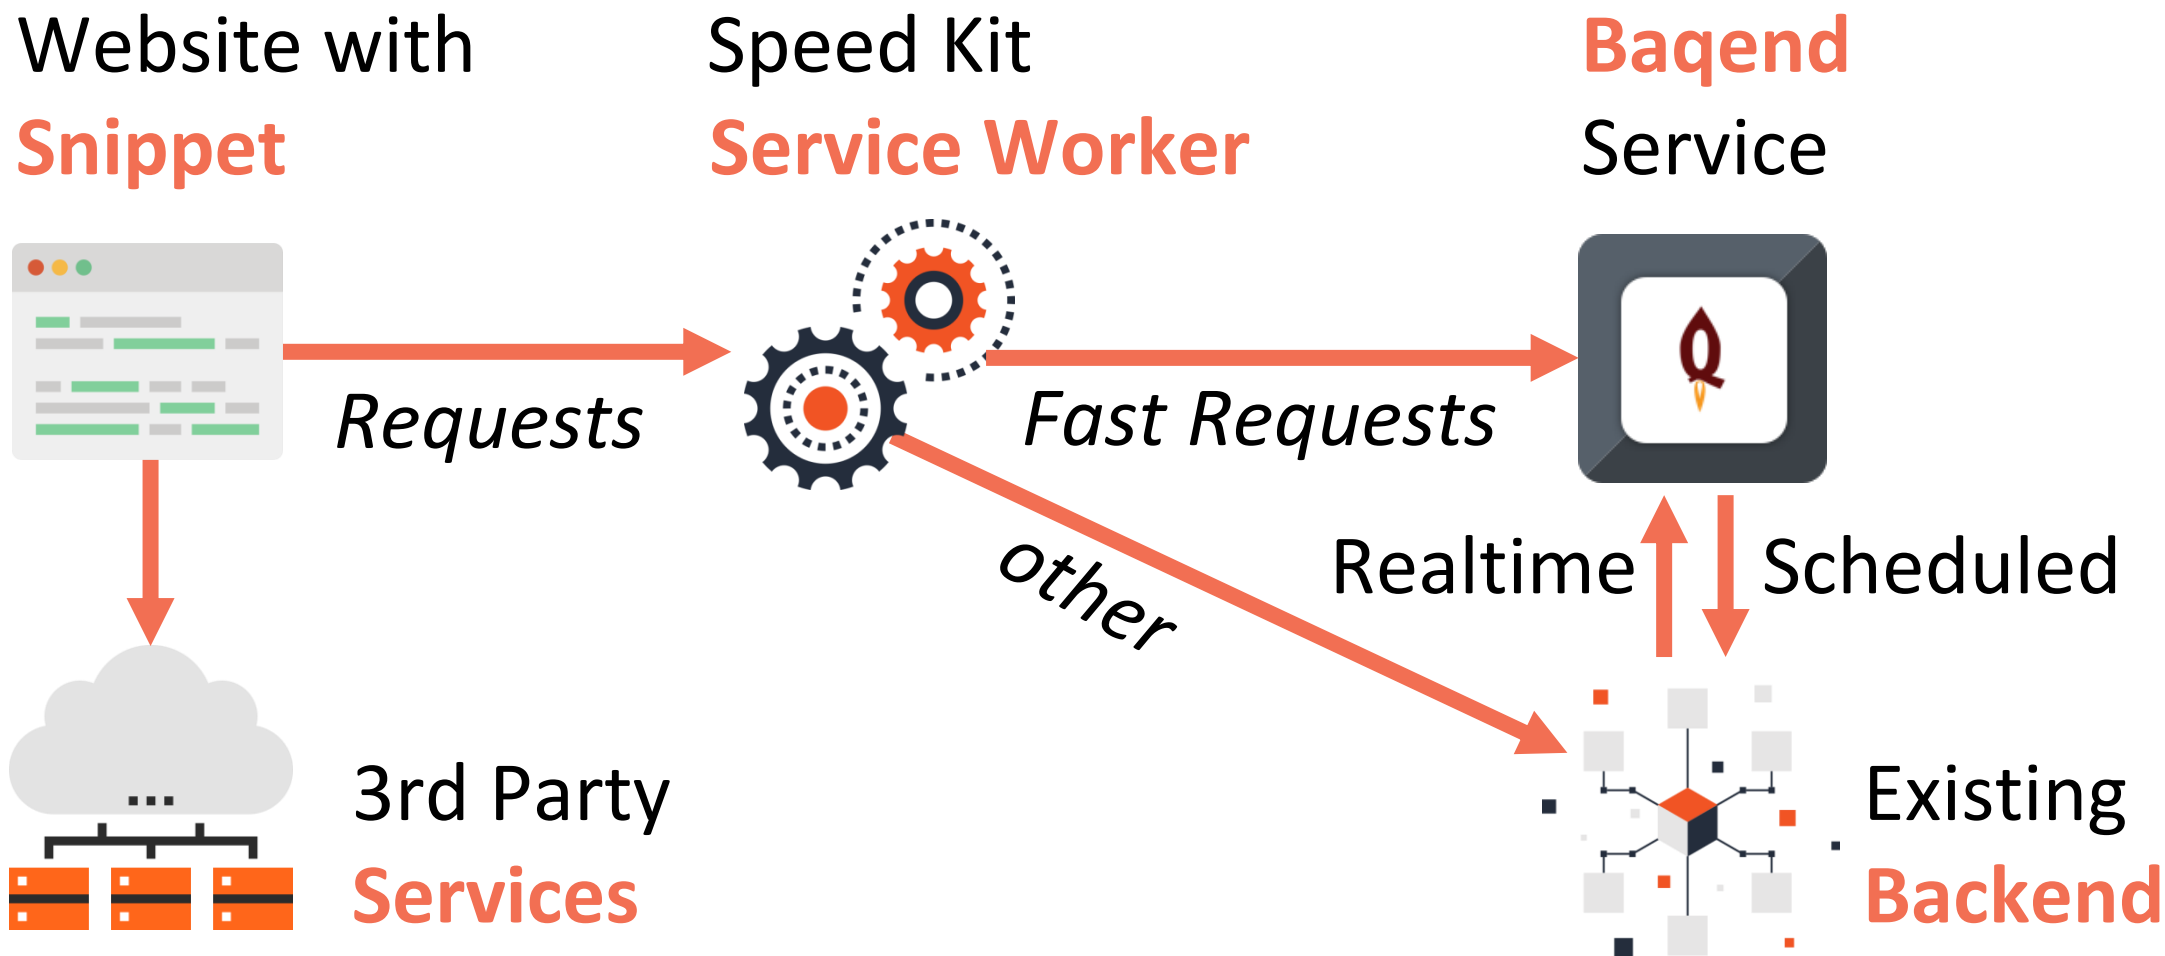 Website with
Snippet
Speed Kit
Service Worker
Baqend
Service
Requests
Fast Requests
other
Realtime
Scheduled
3rd Party
Services
Existing
Backend